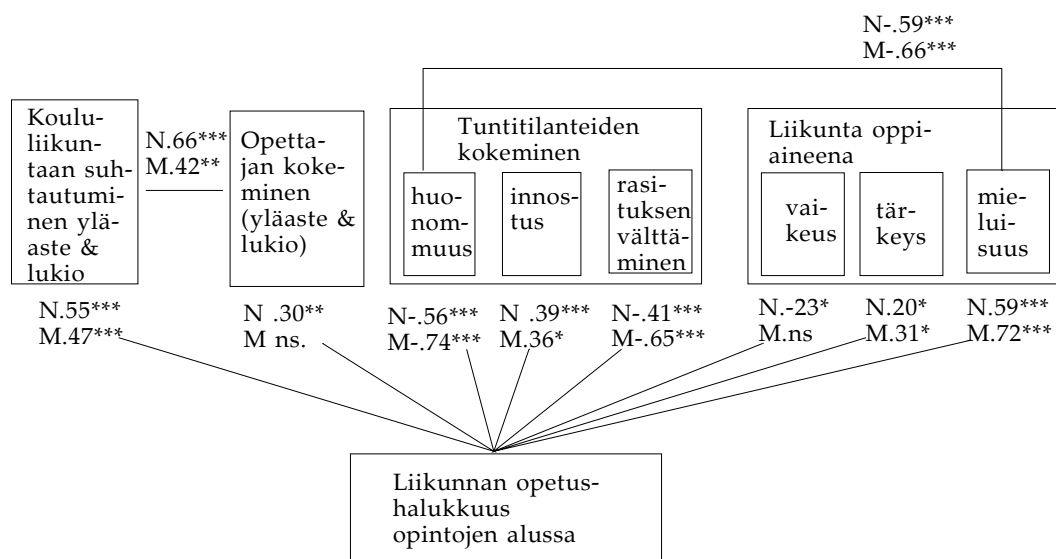 N-.59***
M-.66***
Koulu-
liikun-
taan suh-
tautumi-
nen ylä-
aste &
lukio
N.66***
M.42**
Opetta-
jan koke-
minen
(yläaste &
lukio)
Tuntitilanteiden
kokeminen
huo-
nom-
muus
innos-
tus
rasi-
tuksen
välttä-
minen
Liikunta oppi-
aineena
vai-
keus
tär-
keys
mie-
lui-
suus
N.55***
M.47***
N .30**
M ns.
N-.56***
M-.74***
N .39***
M.36*
N-.41***
M-.65***
N.-23*
M.ns
N.20*
M.31*
N.59***
M.72***
Liikunnan opetus-
halukkuus
opintojen alussa